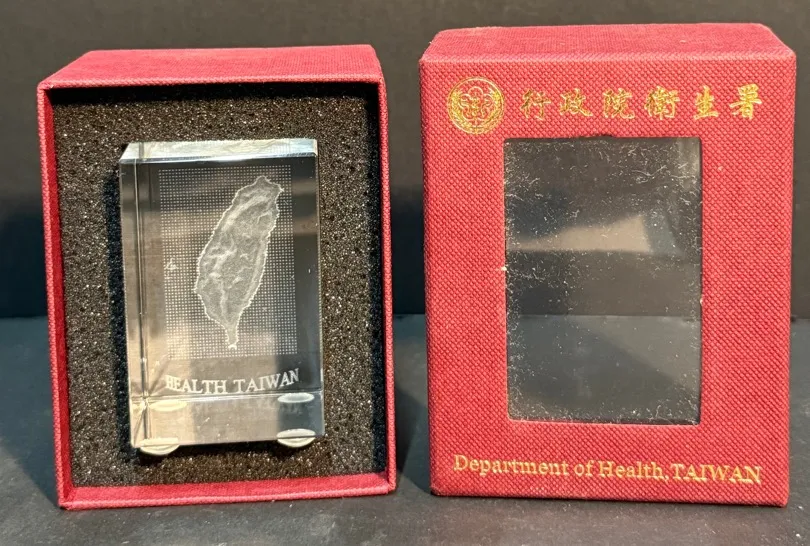 HEALTH TAIWAN
行政院衛生署
Department of Health, TAIWAN